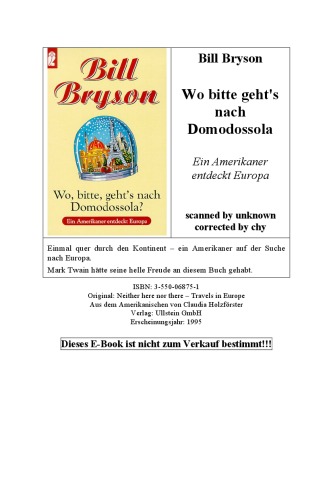 Bill
Bryson
Wo, bitte, geht's nach
Domodossola?
Ein Amerikaner entdeckt Europa
Bill Bryson
Wo bitte geht's
nach
Domodossola
Ein Amerikaner
entdeckt Europa
scanned by unknown
corrected by chy
Einmal quer durch den Kontinent – ein Amerikaner auf der Suche
nach Europa.
Mark Twain hätte seine helle Freude an diesem Buch gehabt.
ISBN: 3-550-06875-1
Original: Neither here nor there – Travels in Europe
Aus dem Amerikanischen von Claudia Holzförster
Verlag: Ullstein GmbH
Erscheinungsjahr: 1995
Dieses E-Book ist nicht zum Verkauf bestimmt!!!